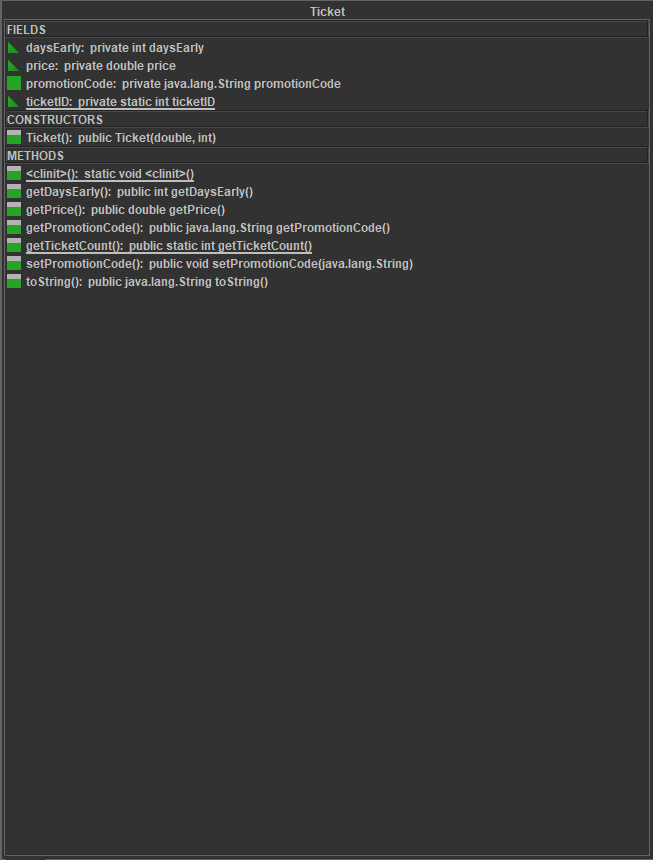 Ticket
FIELDS
daysEarly: private int daysEarly
price: private double price
promotionCode: private java.lang.String promotionCode
ticketID: private static int ticketID
CONSTRUCTORS
Ticket(): public Ticket(double, int)
METHODS
<clinit>(): static void <clinit>()
getDaysEarly(): public int getDaysEarly()
getPrice(): public double getPrice()
getPromotionCode(): public java.lang.String getPromotionCode()
getTicketCount(): public static int getTicketCount()
setPromotionCode(): public void setPromotionCode(java.lang.String)
toString(): public java.lang.String toString()